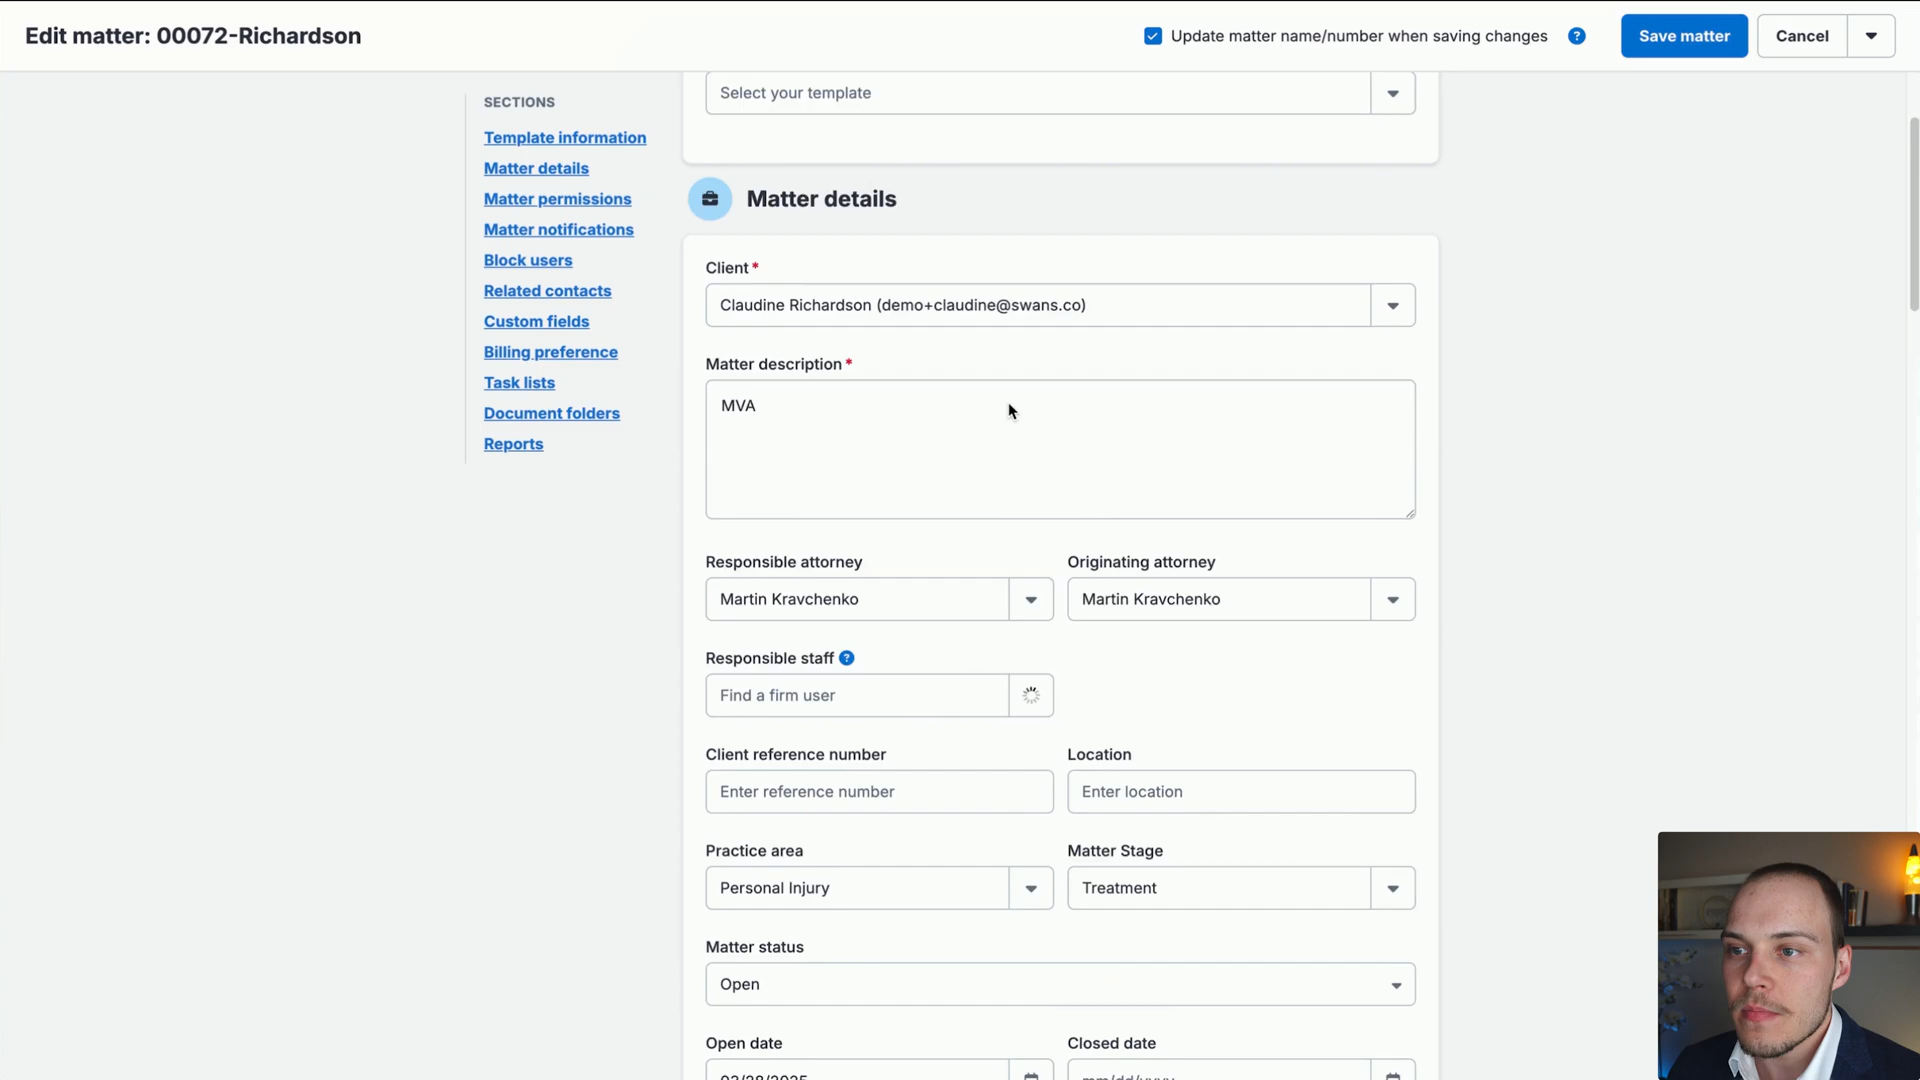 Edit matter: 00072-Richardson
Update matter name/number when saving changes
?
Save matter
Cancel
SECTIONS
Template information
Matter details
Matter permissions
Matter notifications
Block users
Related contacts
Custom fields
Billing preference
Task lists
Document folders
Reports
Select your template
Matter details
Client *
Claudine Richardson (demo+claudine@swans.co)
Matter description *
MVA
Responsible attorney
Originating attorney
Martin Kravchenko
Martin Kravchenko
Responsible staff ?
Find a firm user
Client reference number
Location
Enter reference number
Enter location
Practice area
Matter Stage
Personal Injury
Treatment
Matter status
Open
Open date
Closed date
mm/dd/yyyy